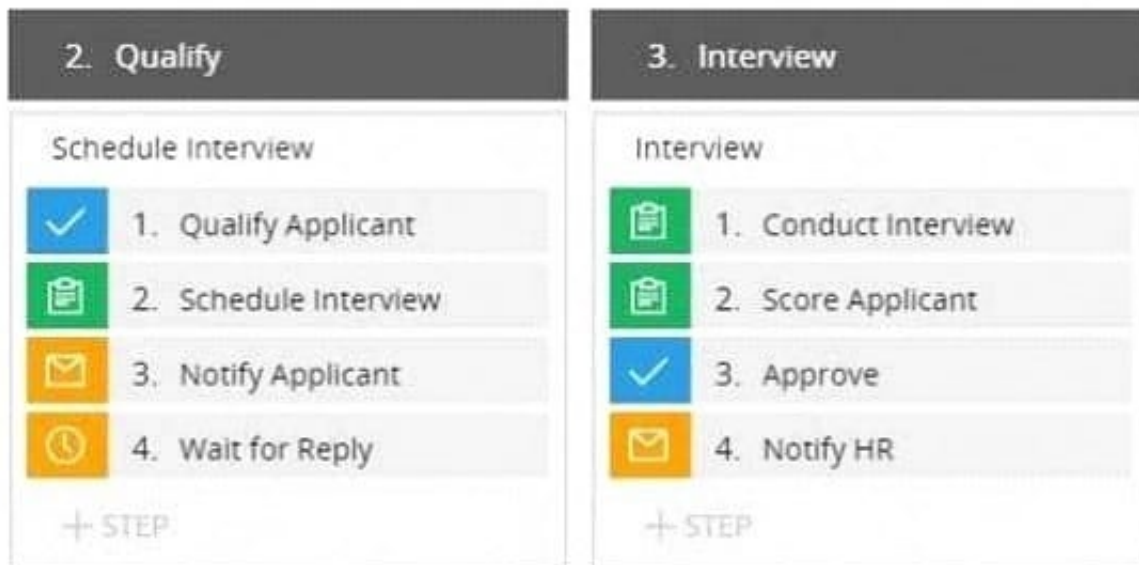 2. Qualify
Schedule Interview
1. Qualify Applicant
2. Schedule Interview
3. Notify Applicant
4. Wait for Reply
+ STEP
3. Interview
Interview
1. Conduct Interview
2. Score Applicant
3. Approve
4. Notify HR
+ STEP